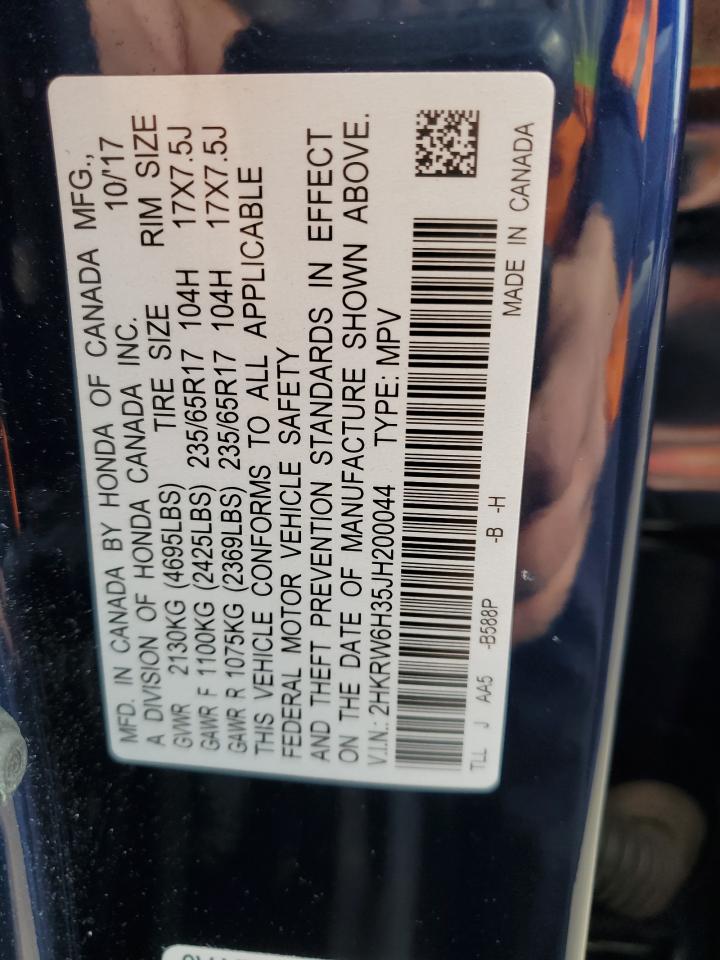 MFD. IN CANADA BY HONDA OF CANADA MFG.,
A DIVISION OF HONDA CANADA INC. 10/'17
GVWR 2130KG (4695LBS) TIRE SIZE RIM SIZE
GAWR F 1100KG (2425LBS) 235/65R17 104H 17X7.5J
GAWR R 1075KG (2369LBS) 235/65R17 104H 17X7.5J
THIS VEHICLE CONFORMS TO ALL APPLICABLE
FEDERAL MOTOR VEHICLE SAFETY
AND THEFT PREVENTION STANDARDS IN EFFECT
ON THE DATE OF MANUFACTURE SHOWN ABOVE.
V.I.N.: 2HKRW6H35JH200044 TYPE: MPV
TLL J AA5 -B588P -B -H MADE IN CANADA